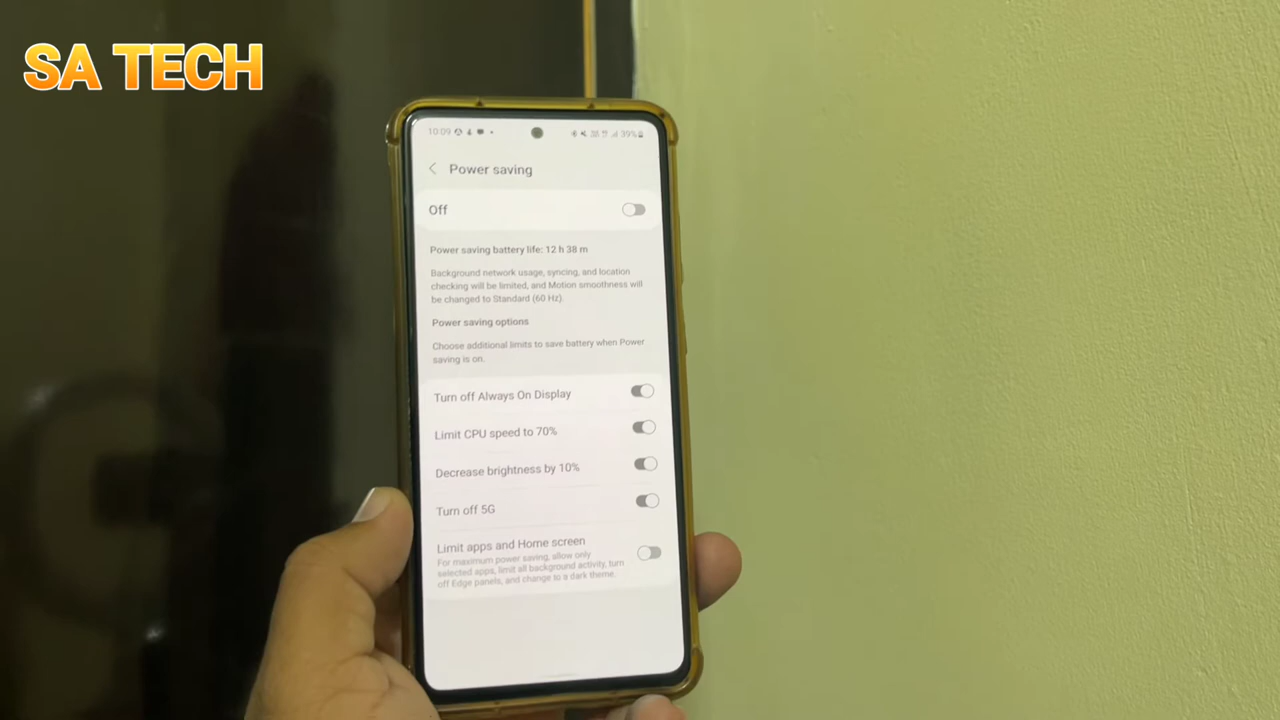 SA TECH
10:09
39%
Power saving
Off
Power saving battery life: 12 h 38 m
Background network usage, syncing, and location
checking will be limited, and Motion smoothness will
be changed to Standard (60 Hz).
Power saving options
Choose additional limits to save battery when Power
saving is on.
Turn off Always On Display
Limit CPU speed to 70%
Decrease brightness by 10%
Turn off 5G
Limit apps and Home screen
For maximum power saving, allow only
selected apps, limit all background activity, turn
off Edge panels, and change to a dark theme.